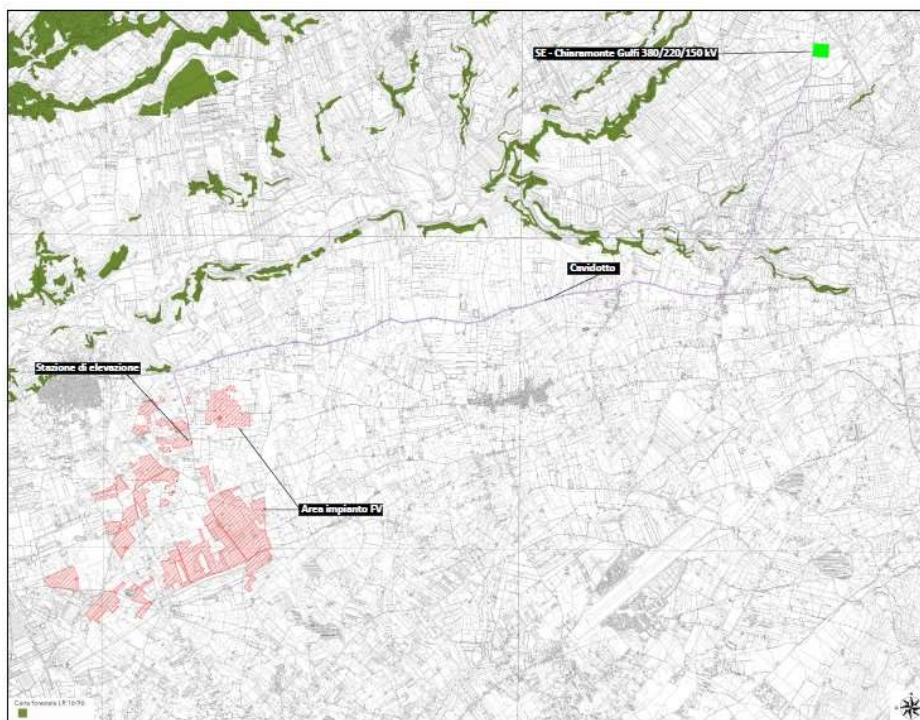 SE - Chiaramonte Gulfi 380/220/150 kV
Cavidotto
Stazione di elevazione
Area impianto FV
Carta forestale LR 16-96